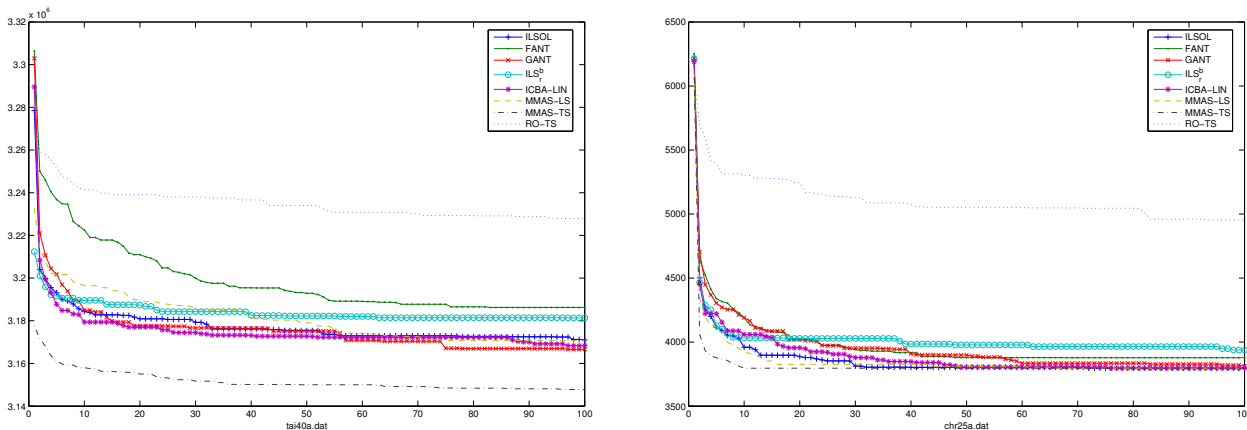 x 10⁶
3.32
3.3
3.28
3.26
3.24
3.22
3.2
3.18
3.16
3.14
0 10 20 30 40 50 60 70 80 90 100
tai40a.dat
ILSOL
FANT
GANT
ILS_r^b
ICBA−LIN
MMAS−LS
MMAS−TS
RO−TS
6500
6000
5500
5000
4500
4000
3500
0 10 20 30 40 50 60 70 80 90 10
chr25a.dat
ILSOL
FANT
GANT
ILS_r^b
ICBA−LIN
MMAS−LS
MMAS−TS
RO−TS